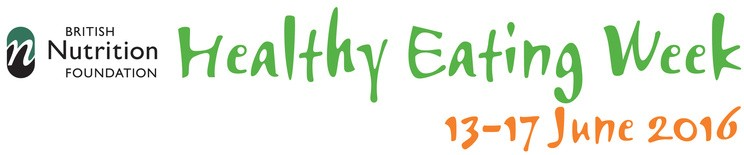 BRITISH
Nutrition
FOUNDATION
Healthy Eating Week
13-17 June 2016